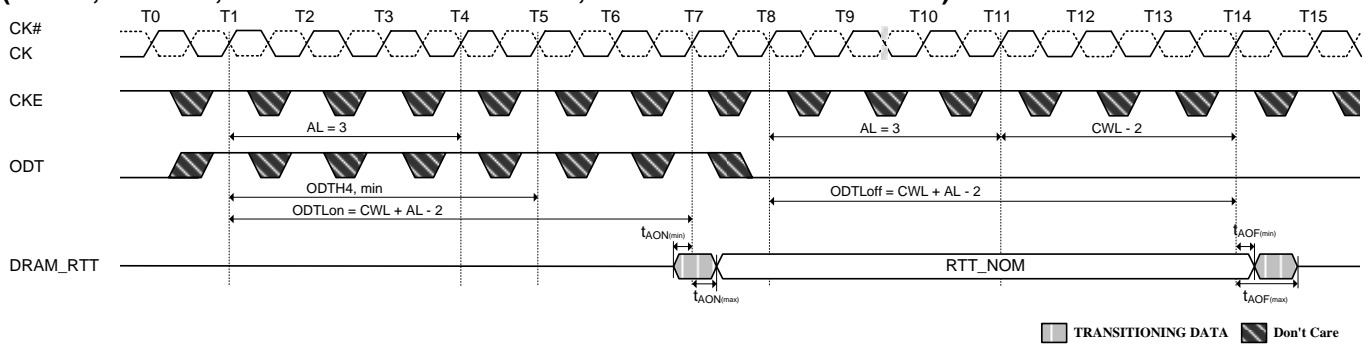 T0 T1 T2 T3 T4 T5 T6 T7 T8 T9 T10 T11 T12 T13 T14 T15
CK#
CK
CKE
AL = 3
AL = 3
CWL - 2
ODT
ODTH4, min
ODTLoff = CWL + AL - 2
ODTLon = CWL + AL - 2
tAON(min)
tAOF(min)
DRAM_RTT
RTT_NOM
tAON(max)
tAOF(max)
TRANSITIONING DATA
Don't Care